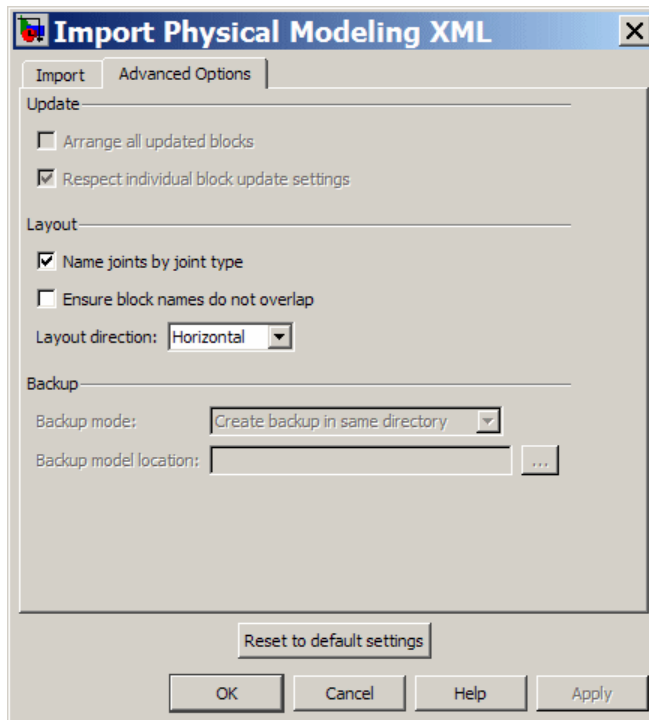 Import Physical Modeling XML
Import Advanced Options
Update
Arrange all updated blocks
Respect individual block update settings
Layout
Name joints by joint type
Ensure block names do not overlap
Layout direction: Horizontal
Backup
Backup mode: Create backup in same directory
Backup model location: ...
Reset to default settings
OK Cancel Help Apply